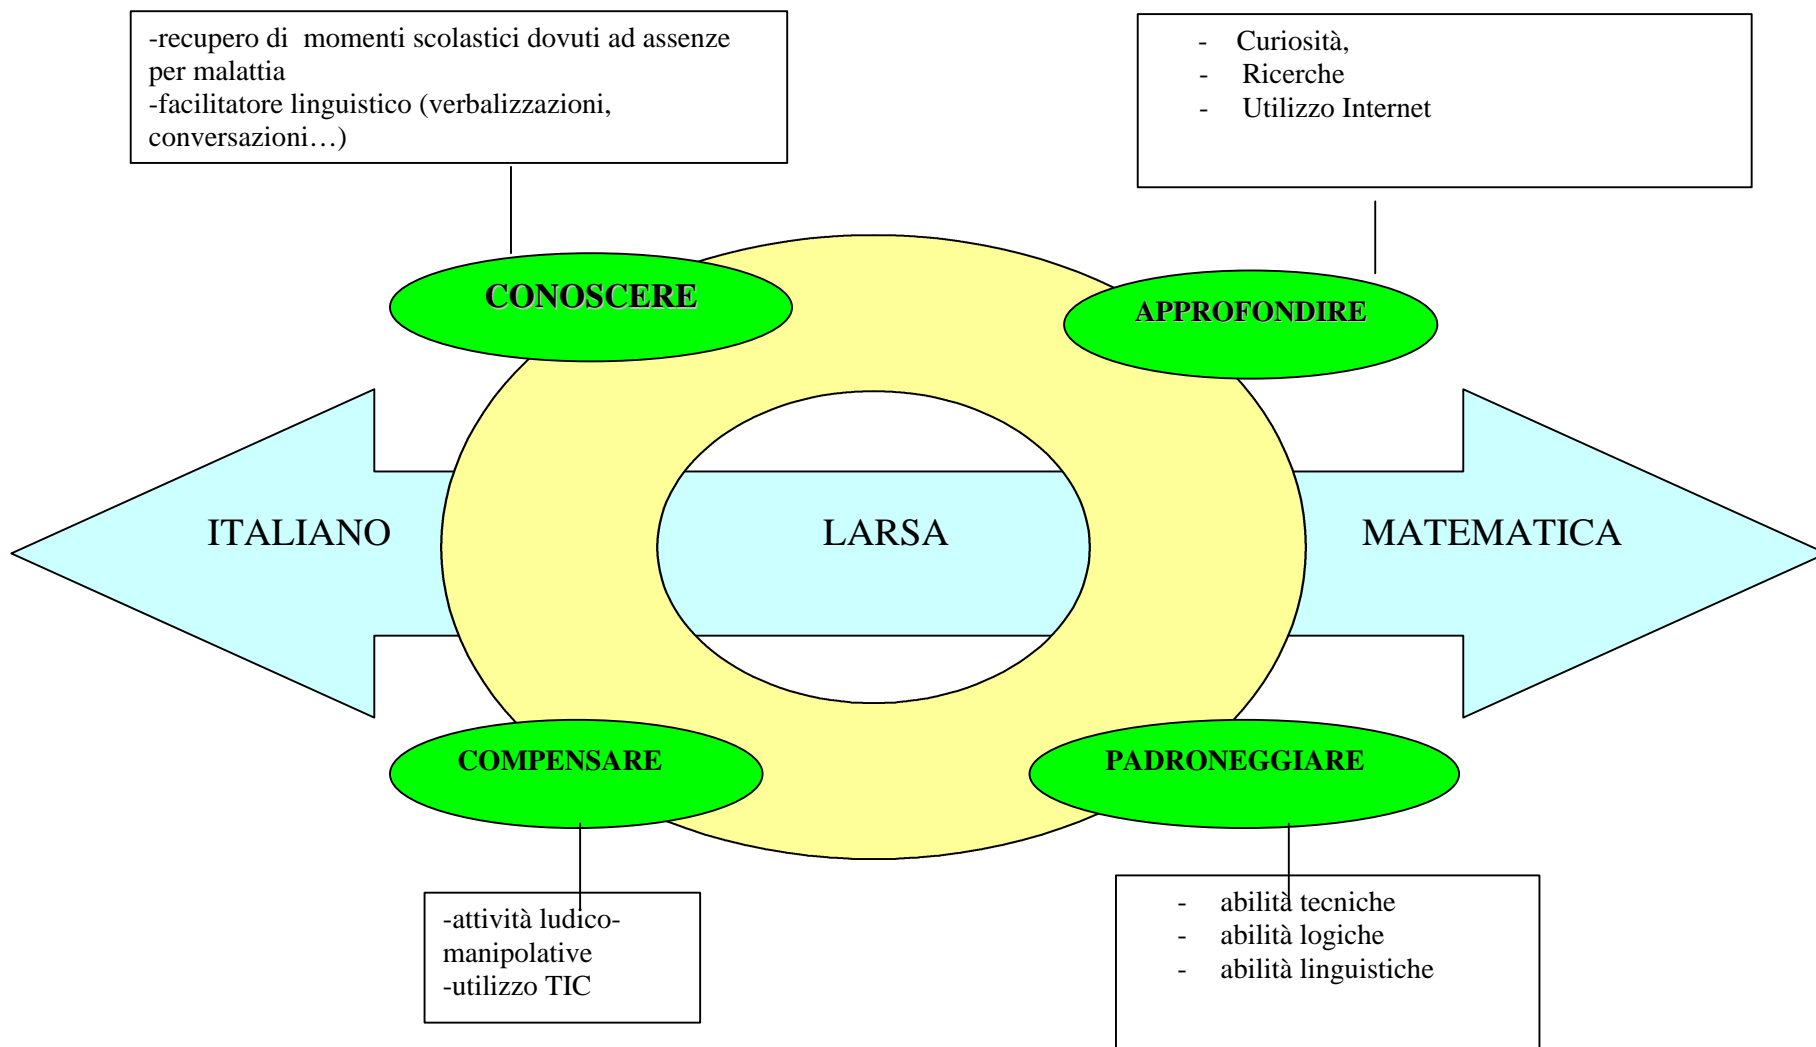 -recupero di  momenti scolastici dovuti ad assenze
per malattia
-facilitatore linguistico (verbalizzazioni,
conversazioni…)
- Curiosità,
- Ricerche
- Utilizzo Internet
CONOSCERE
APPROFONDIRE
ITALIANO
LARSA
MATEMATICA
COMPENSARE
PADRONEGGIARE
-attività ludico-
manipolative
-utilizzo TIC
- abilità tecniche
- abilità logiche
- abilità linguistiche